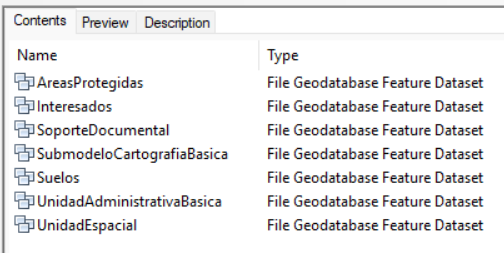 Contents Preview Description
Name Type
AreasProtegidas File Geodatabase Feature Dataset
Interesados File Geodatabase Feature Dataset
SoporteDocumental File Geodatabase Feature Dataset
SubmodeloCartografiaBasica File Geodatabase Feature Dataset
Suelos File Geodatabase Feature Dataset
UnidadAdministrativaBasica File Geodatabase Feature Dataset
UnidadEspacial File Geodatabase Feature Dataset